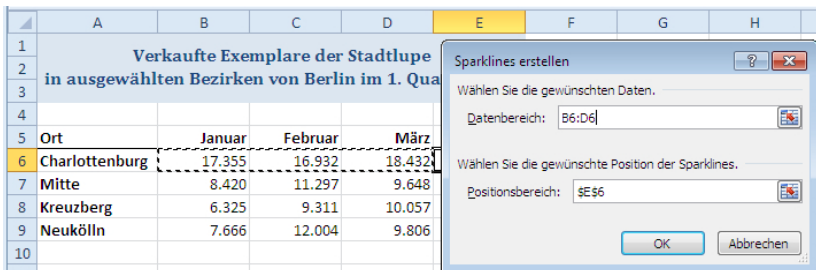 A B C D E F G H
1 Verkaufte Exemplare der Stadtlupe
2 in ausgewählten Bezirken von Berlin im 1. Qua
3
4
5 Ort Januar Februar März
6 Charlottenburg 17.355 16.932 18.432
7 Mitte 8.420 11.297 9.648
8 Kreuzberg 6.325 9.311 10.057
9 Neukölln 7.666 12.004 9.806
10
Sparklines erstellen
Wählen Sie die gewünschten Daten.
Datenbereich: B6:D6
Wählen Sie die gewünschte Position der Sparklines.
Positionsbereich: $E$6
OK Abbrechen